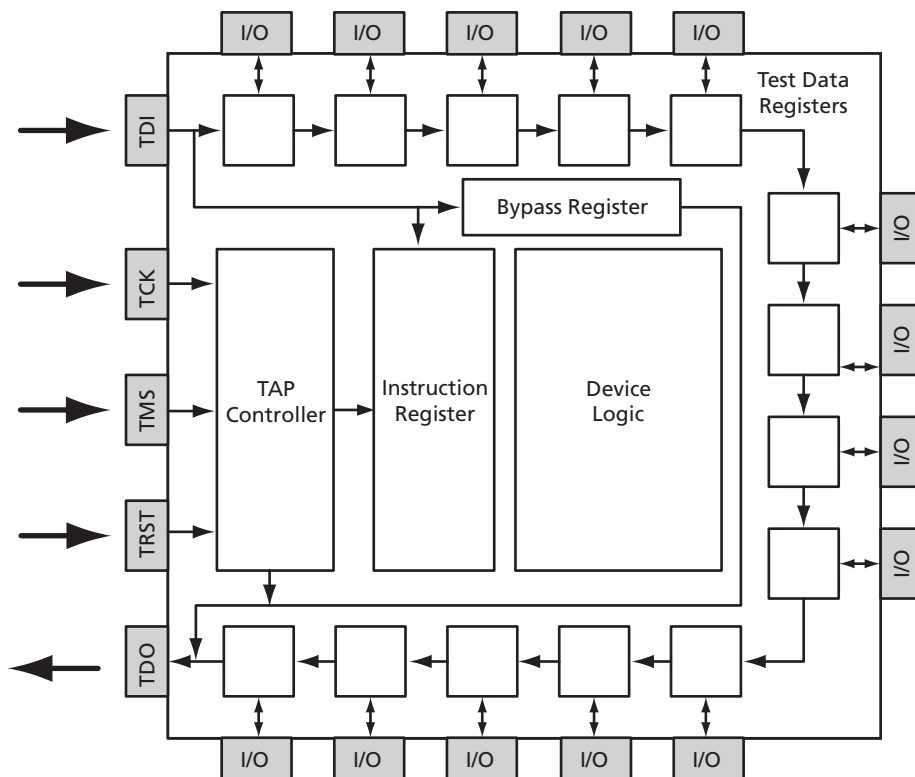 I/O
I/O
I/O
I/O
I/O
Test Data
Registers
TDI
Bypass Register
I/O
TCK
TAP
Controller
Instruction
Register
Device
Logic
I/O
TMS
I/O
TRST
I/O
TDO
I/O
I/O
I/O
I/O
I/O